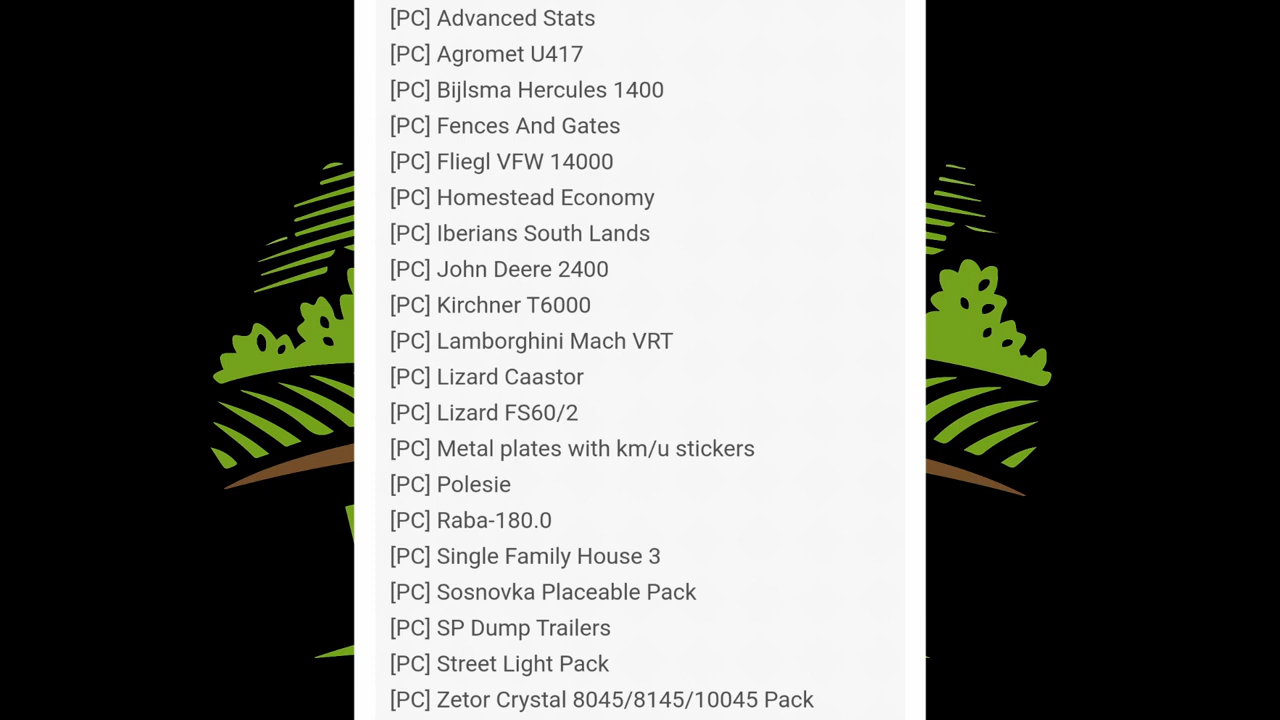 [PC] Advanced Stats
[PC] Agromet U417
[PC] Bijlsma Hercules 1400
[PC] Fences And Gates
[PC] Fliegl VFW 14000
[PC] Homestead Economy
[PC] Iberians South Lands
[PC] John Deere 2400
[PC] Kirchner T6000
[PC] Lamborghini Mach VRT
[PC] Lizard Caastor
[PC] Lizard FS60/2
[PC] Metal plates with km/u stickers
[PC] Polesie
[PC] Raba-180.0
[PC] Single Family House 3
[PC] Sosnovka Placeable Pack
[PC] SP Dump Trailers
[PC] Street Light Pack
[PC] Zetor Crystal 8045/8145/10045 Pack